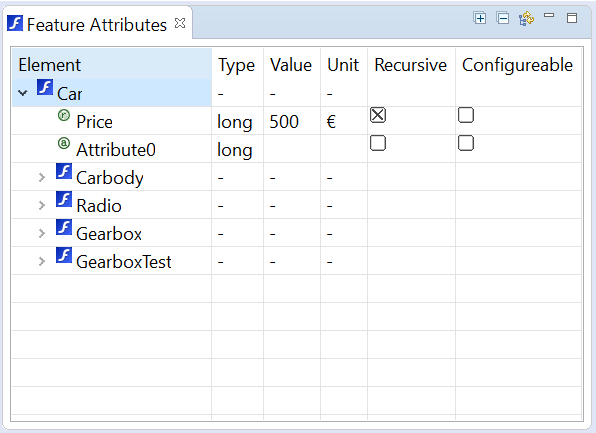 Feature Attributes
Element Type Value Unit Recursive Configureable
Car - - -
Price long 500 €
Attribute0 long
Carbody - - -
Radio - - -
Gearbox - - -
GearboxTest - - -